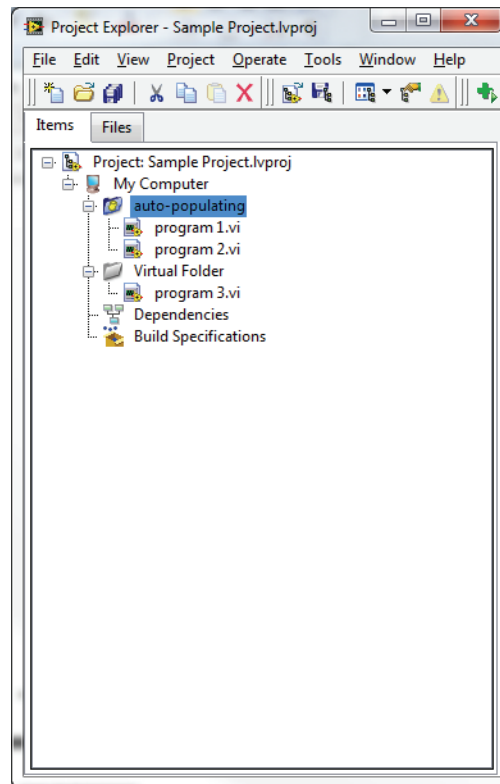 Project Explorer - Sample Project.lvproj
File Edit View Project Operate Tools Window Help
Items Files
Project: Sample Project.lvproj
My Computer
auto-populating
program 1.vi
program 2.vi
Virtual Folder
program 3.vi
Dependencies
Build Specifications